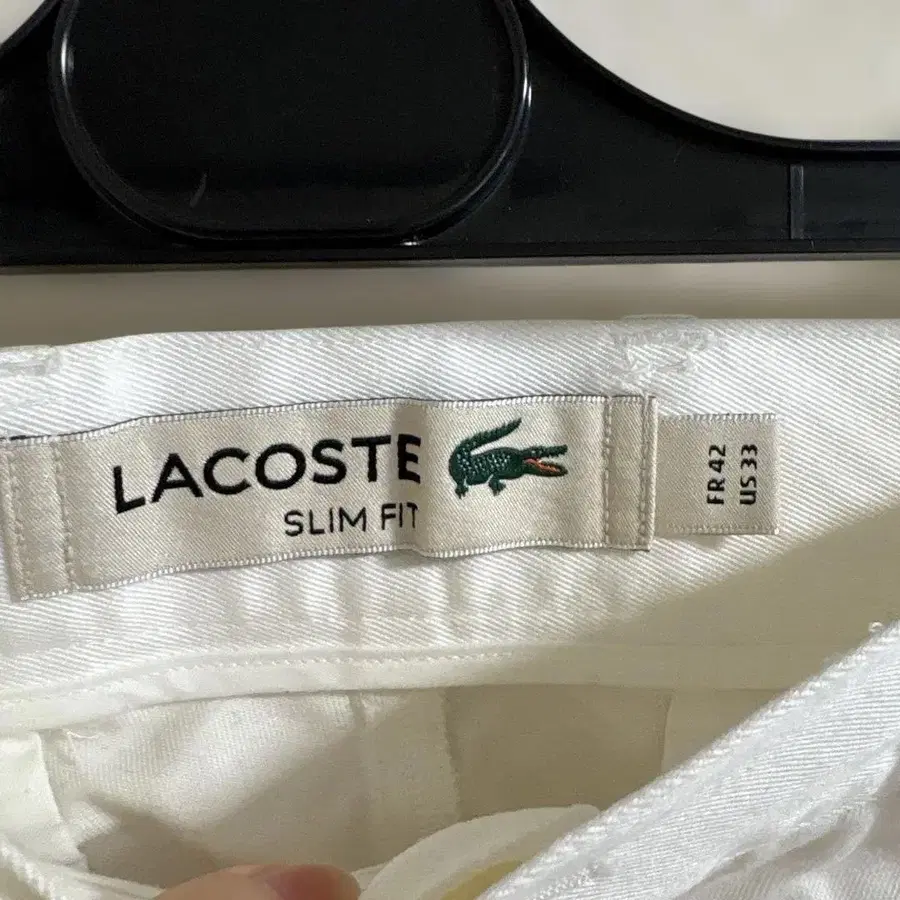 LACOSTE
SLIM FIT
FR 42
US 33